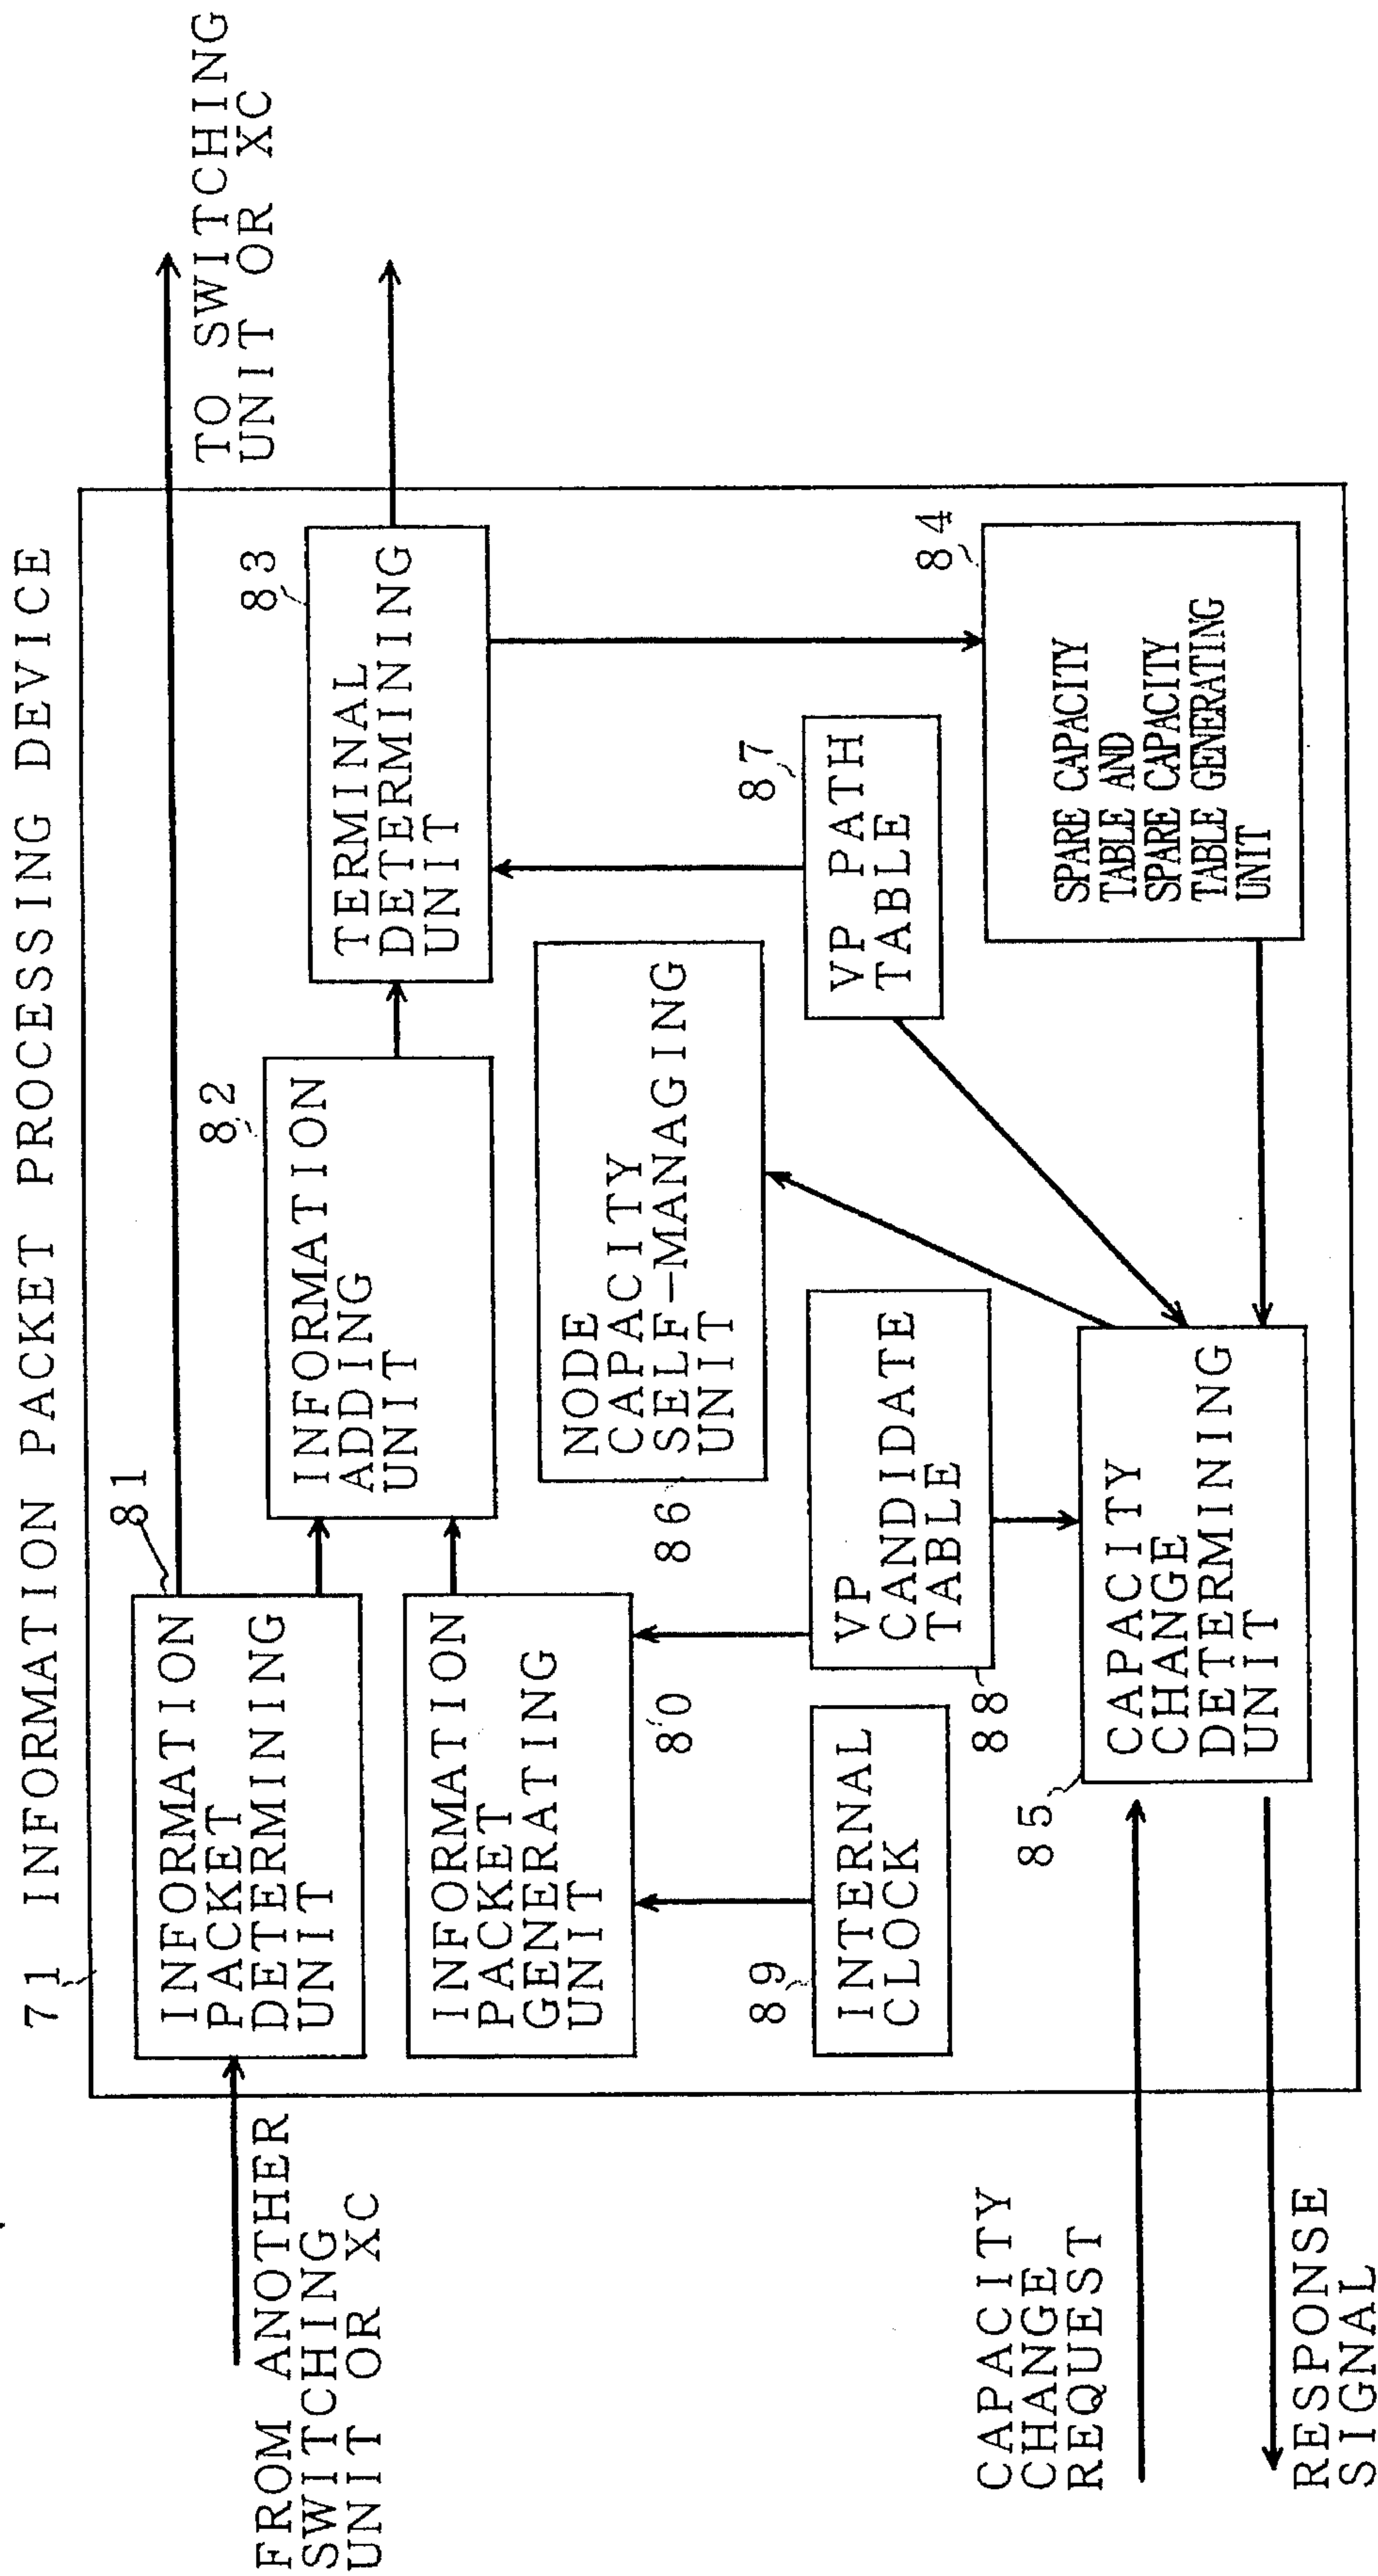 71 INFORMATION PACKET PROCESSING DEVICE
81
INFORMATION
PACKET
DETERMINING
UNIT
FROM ANOTHER
SWITCHING
UNIT OR XC
TO SWITCHING
UNIT OR XC
82
INFORMATION
ADDING
UNIT
83
TERMINAL
DETERMINING
UNIT
INFORMATION
PACKET
GENERATING
UNIT
80
NODE
CAPACITY
SELF-MANAGING
UNIT
86
87
VP PATH
TABLE
89
INTERNAL
CLOCK
VP
CANDIDATE
TABLE
88
84
SPARE CAPACITY
TABLE AND
SPARE CAPACITY
TABLE GENERATING
UNIT
85
CAPACITY
CHANGE
DETERMINING
UNIT
CAPACITY
CHANGE
REQUEST
RESPONSE
SIGNAL